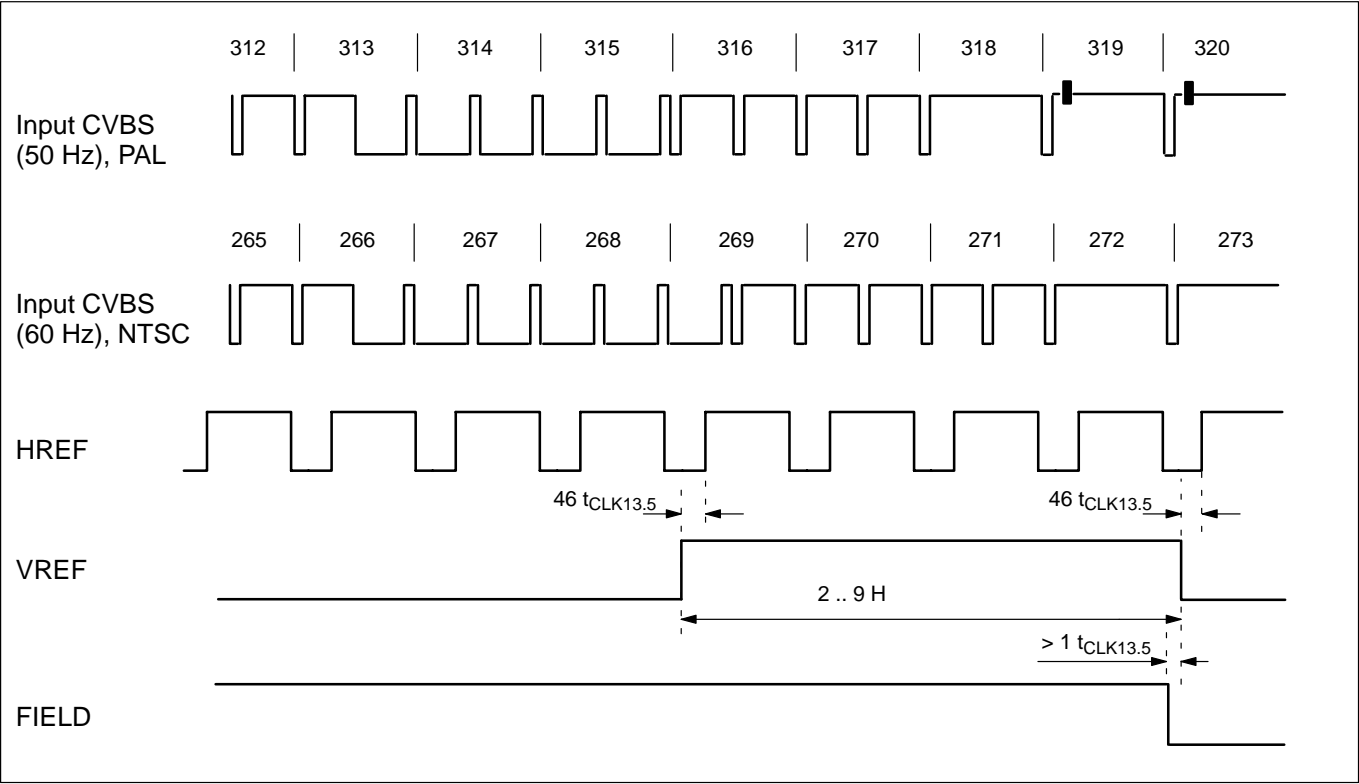 312 313 314 315 316 317 318 319 320
Input CVBS
(50 Hz), PAL
265 266 267 268 269 270 271 272 273
Input CVBS
(60 Hz), NTSC
HREF
46 tCLK13.5 46 tCLK13.5
VREF
2 .. 9 H
> 1 tCLK13.5
FIELD